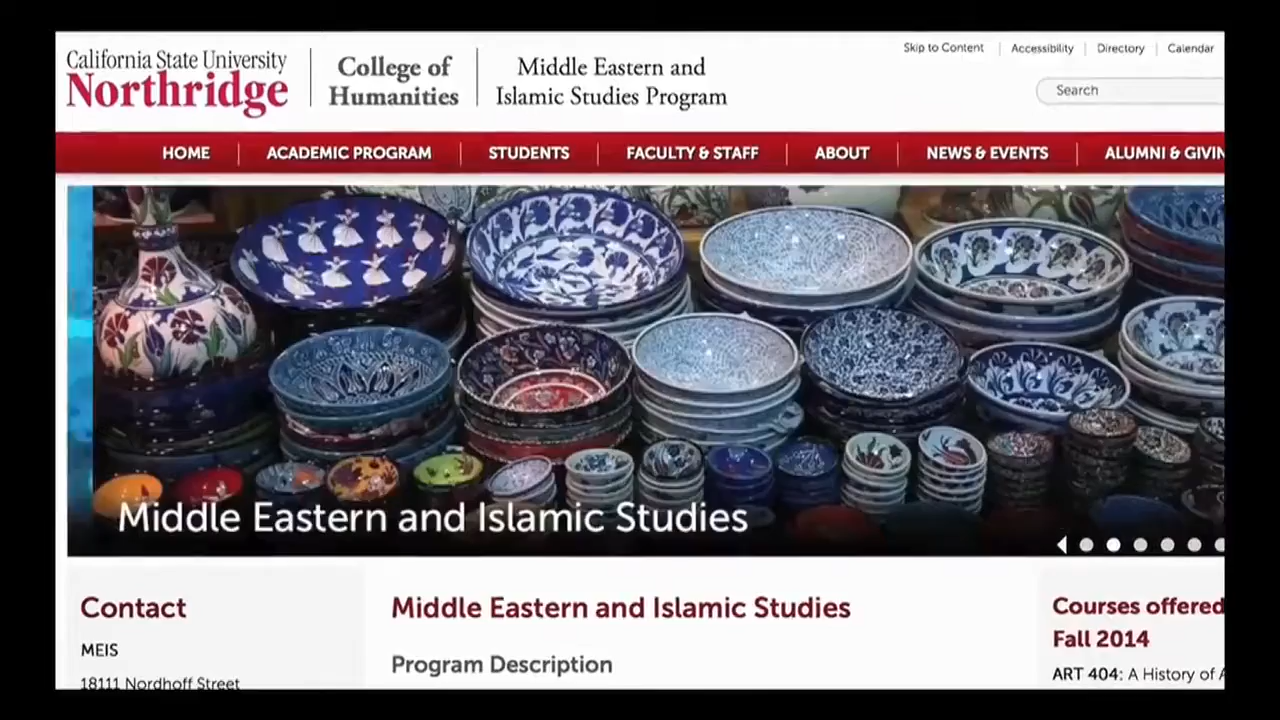 California State University
Northridge
College of
Humanities
Middle Eastern and
Islamic Studies Program
Skip to Content
Accessibility
Directory
Calendar
Search
HOME
ACADEMIC PROGRAM
STUDENTS
FACULTY & STAFF
ABOUT
NEWS & EVENTS
ALUMNI & GIVIN
Middle Eastern and Islamic Studies
Contact
MEIS
18111 Nordhoff Street
Middle Eastern and Islamic Studies
Program Description
Courses offered
Fall 2014
ART 404: A History of A